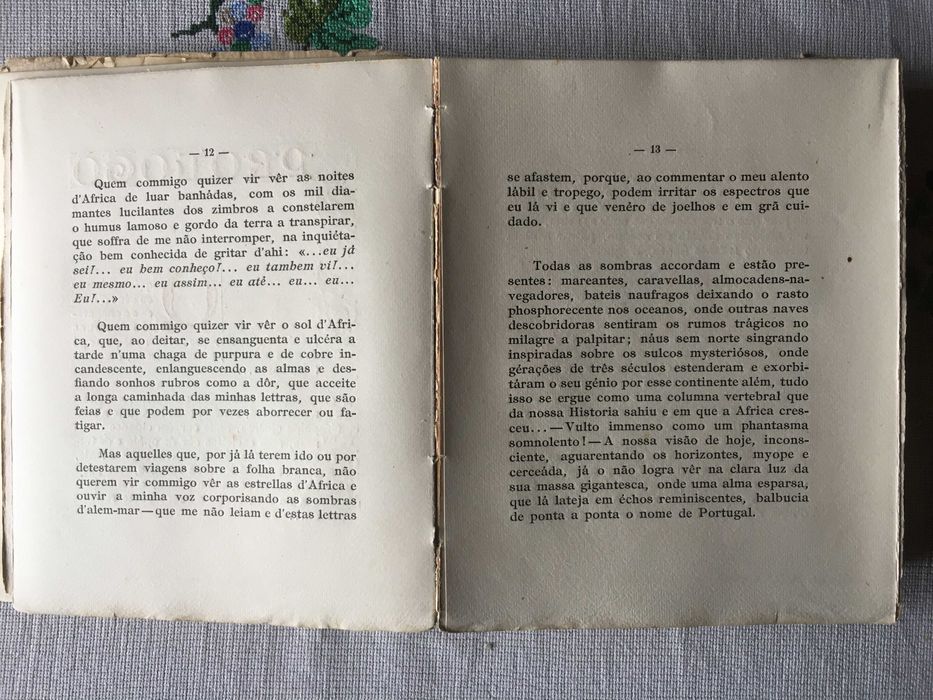 — 12 —
Quem commigo quizer vir vêr as noites
d'Africa de luar banhádas, com os mil dia-
mantes lucilantes dos zimbros a constelarem
o humus lamoso e gordo da terra a transpirar,
que soffra de me não interromper, na inquiéta-
ção bem conhecida de gritar d'ahi: «...eu já
sei!... eu bem conheço!... eu tambem vi!...
eu mesmo... eu assim... eu até... eu... eu...
Eu!...»
Quem commigo quizer vir vêr o sol d'Afri-
ca, que, ao deitar, se ensanguenta e ulcéra a
tarde n'uma chaga de purpura e de cobre in-
candescente, enlanguescendo as almas e des-
fiando sonhos rubros como a dôr, que acceite
a longa caminhada das minhas letras, que são
feias e que podem por vezes aborrecer ou fa-
tigar.
Mas aquelles que, por já lá terem ido ou por
detestarem viagens sobre a folha branca, não
querem vir commigo vêr as estrellas d'Africa e
ouvir a minha voz corporisando as sombras
d'alem-mar—que me não leiam e d'estas lettras
— 13 —
se afastem, porque, ao commentar o meu alento
lábil e tropego, podem irritar os espectros que
eu lá vi e que venéro de joelhos e em grã cui-
dado.
Todas as sombras accordam e estão pre-
sentes: mareantes, caravellas, almocadens-na-
vegadores, bateis naufragos deixando o rasto
phosphorecente nos oceanos, onde outras naves
descobridoras sentiram os rumos trágicos no
milagre a palpitar; náus sem norte singrando
inspiradas sobre os sulcos mysteriósos, onde
gérações de três séculos estenderam e exorbi-
táram o seu génio por esse continente além, tudo
isso se ergue como uma columna vertebral que
da nossa Historia sahiu e em que a Africa cres-
ceu...—Vulto immenso como um phantasma
somnolento!—A nossa visão de hoje, incons-
ciente, aguarentando os horizontes, myope e
cerceáda, já o não logra vêr na clara luz da
sua massa gigantesca, onde uma alma esparsa,
que lá lateja em échos reminiscentes, balbucia
de ponta a ponta o nome de Portugal.